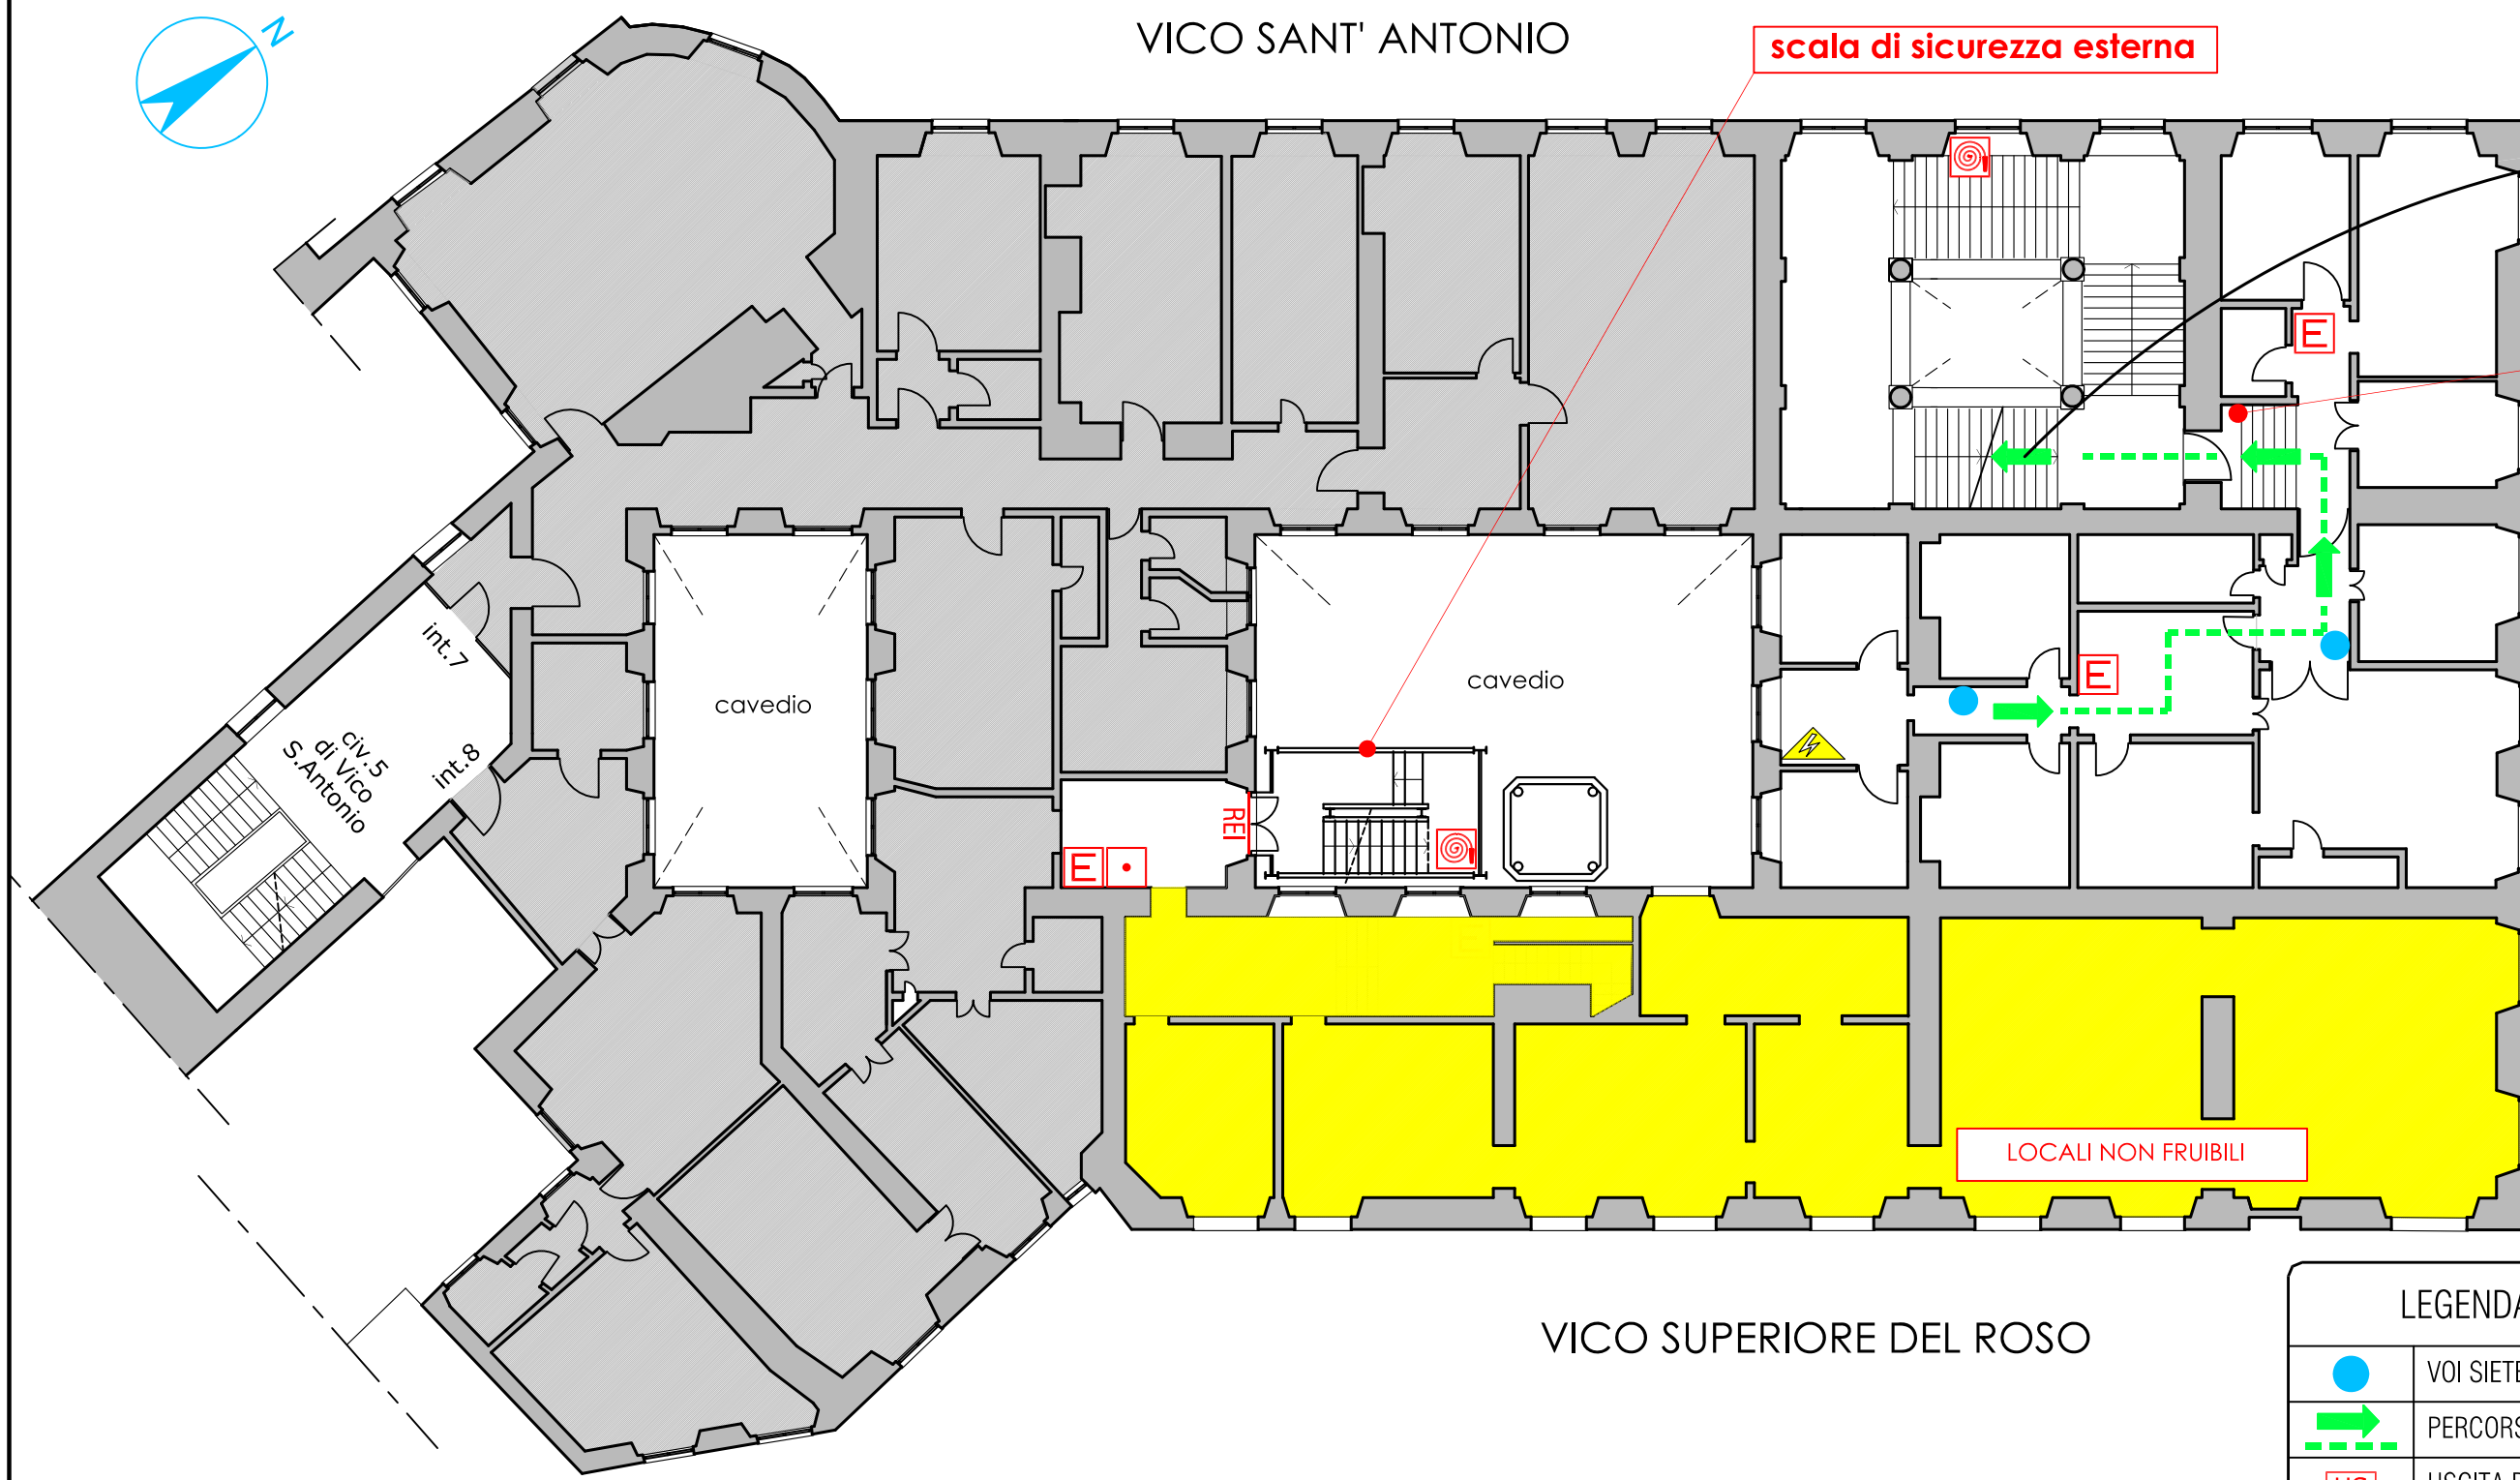 N
VICO SANT' ANTONIO
scala di sicurezza esterna
E
int.7
civ.5
di Vico
S.Antonio
int.8
cavedio
cavedio
E
REI
E
LOCALI NON FRUIBILI
VICO SUPERIORE DEL ROSO
LEGENDA
VOI SIETE
PERCORS